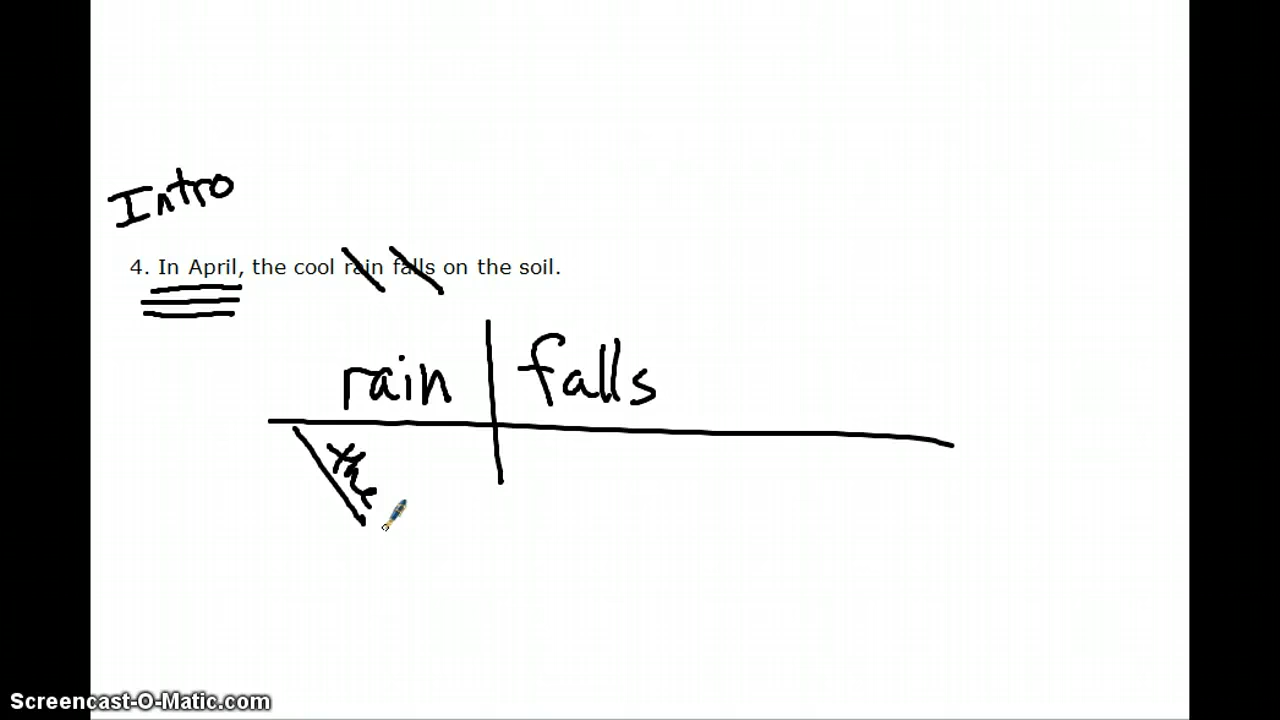 Intro
4. In April, the cool rain falls on the soil.
rain falls
the
Screencast-O-Matic.com